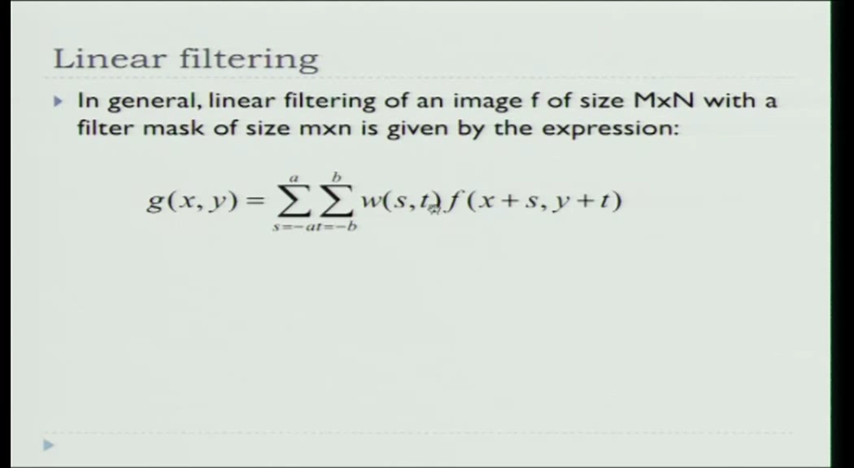 Linear filtering
In general, linear filtering of an image f of size MxN with a
filter mask of size mxn is given by the expression:
g(x, y) = ∑_{s=-a}^{a} ∑_{t=-b}^{b} w(s,t) f(x+s, y+t)